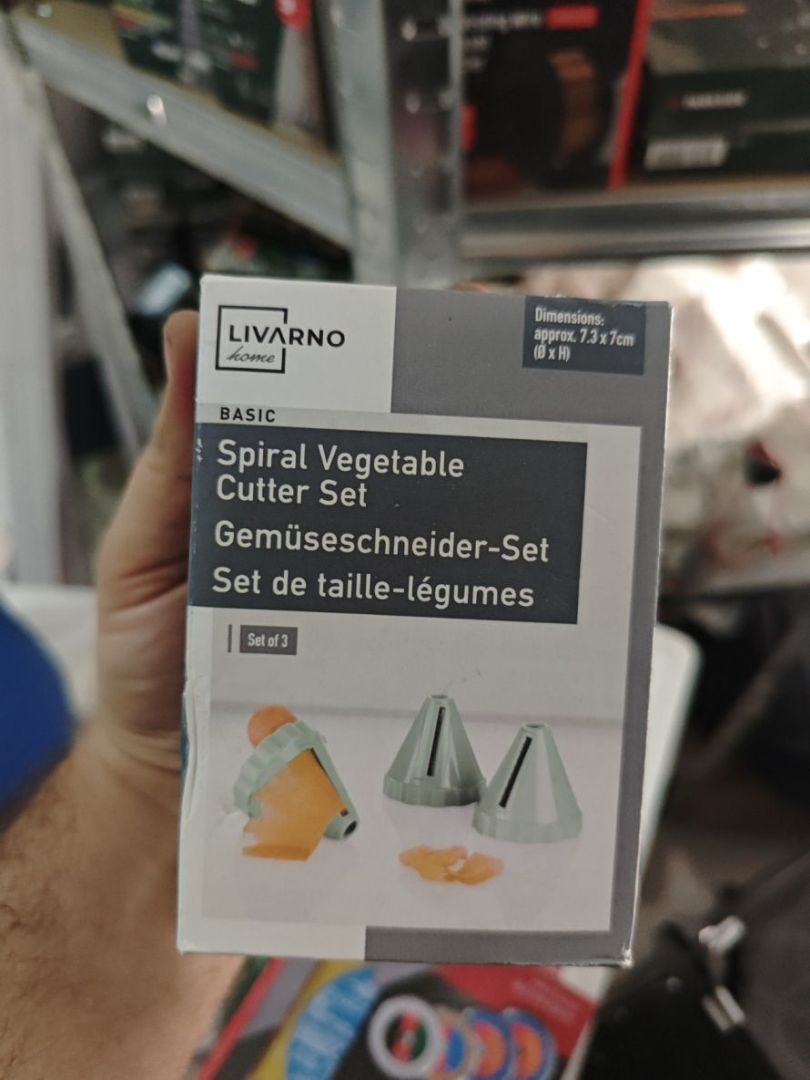 LIVARNO
home
Dimensions:
approx. 7.3 x 7cm
(Ø x H)
BASIC
Spiral Vegetable
Cutter Set
Gemüseschneider-Set
Set de taille-légumes
Set of 3